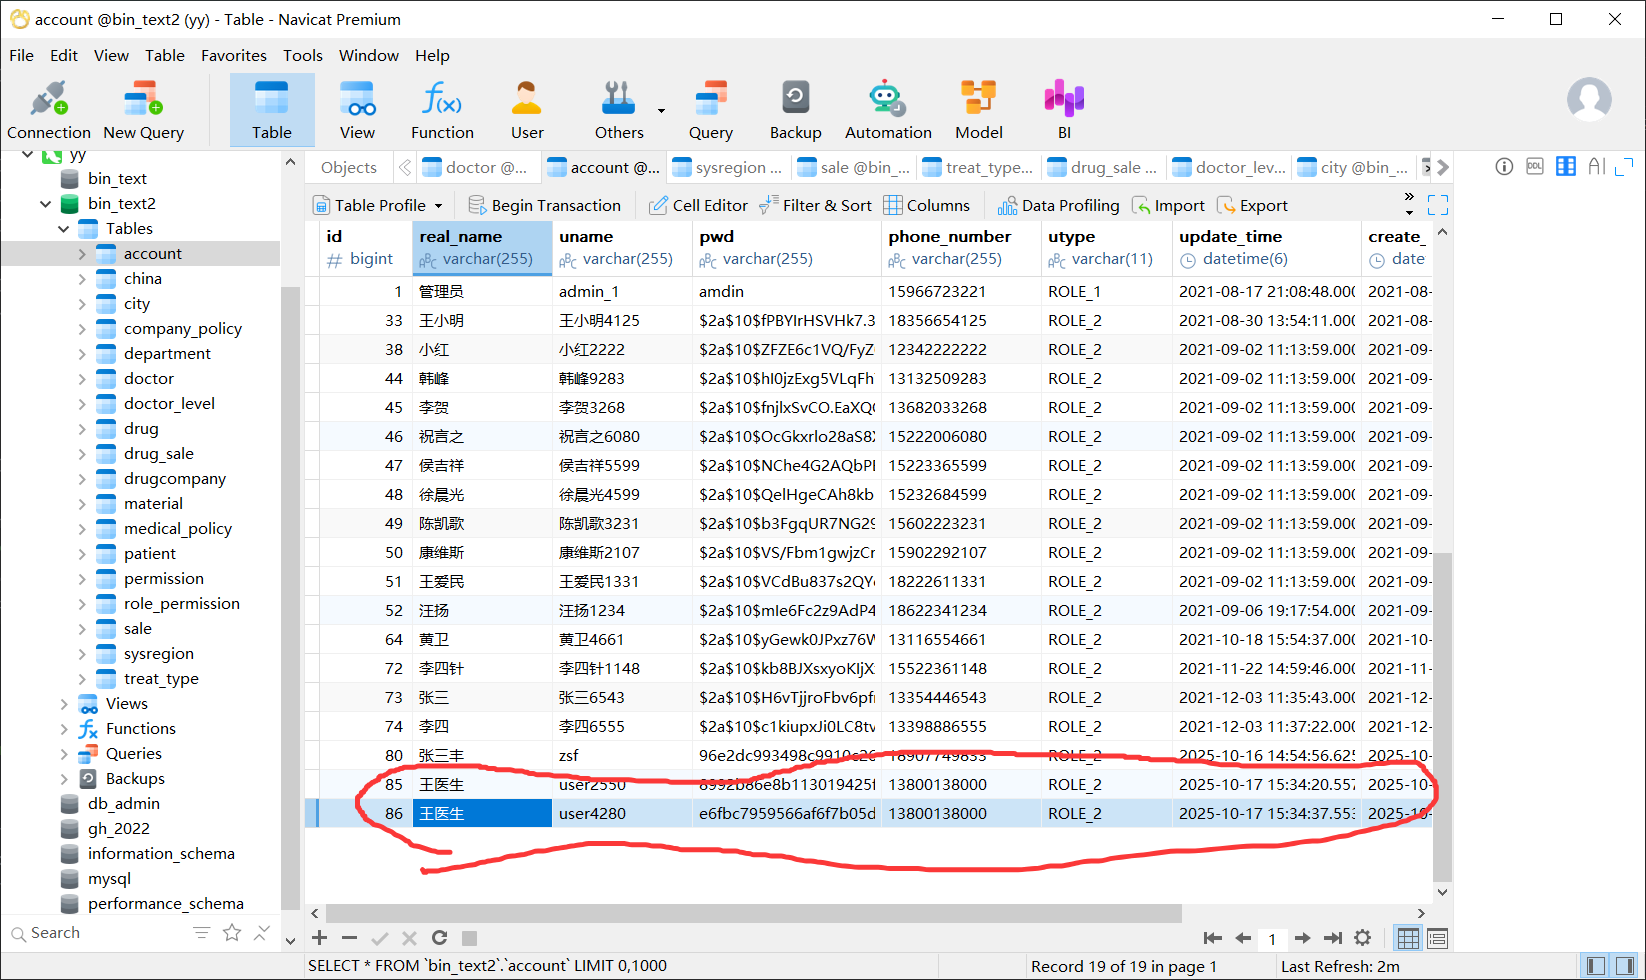 account @bin_text2 (yy) - Table - Navicat Premium
File Edit View Table Favorites Tools Window Help
Connection New Query Table View Function User Others Query Backup Automation Model BI
yy
bin_text
bin_text2
Tables
account
china
city
company_policy
department
doctor
doctor_level
drug
drug_sale
drugcompany
material
medical_policy
patient
permission
role_permission
sale
sysregion
treat_type
Views
Functions
Queries
Backups
db_admin
gh_2022
information_schema
mysql
performance_schema
Search
Objects doctor @... account @... sysregion ... sale @bin_... treat_type... drug_sale ... doctor_lev... city @bin_...
Table Profile Begin Transaction Cell Editor Filter & Sort Columns Data Profiling Import Export
id real_name uname pwd phone_number utype update_time create_
# bigint varchar(255) varchar(255) varchar(255) varchar(255) varchar(11) datetime(6) date
1 管理员 admin_1 amdin 15966723221 ROLE_1 2021-08-17 21:08:48.000 2021-08-
33 王小明 王小明4125 $2a$10$fPBYIrHSVHk7.3 18356654125 ROLE_2 2021-08-30 13:54:11.000 2021-08-
38 小红 小红2222 $2a$10$ZFZE6c1VQ/FyZ 12342222222 ROLE_2 2021-09-02 11:13:59.000 2021-09-
44 韩峰 韩峰9283 $2a$10$hI0jzExg5VLqFh 13132509283 ROLE_2 2021-09-02 11:13:59.000 2021-09-
45 李贺 李贺3268 $2a$10$fnjlxSvCO.EaXQ 13682033268 ROLE_2 2021-09-02 11:13:59.000 2021-09-
46 祝言之 祝言之6080 $2a$10$OcGkxrlo28aS8X 15222006080 ROLE_2 2021-09-02 11:13:59.000 2021-09-
47 侯吉祥 侯吉祥5599 $2a$10$NChe4G2AQbPI 15223365599 ROLE_2 2021-09-02 11:13:59.000 2021-09-
48 徐晨光 徐晨光4599 $2a$10$QelHgeCAh8kb 15232684599 ROLE_2 2021-09-02 11:13:59.000 2021-09-
49 陈凯歌 陈凯歌3231 $2a$10$b3FgqUR7NG29 15602223231 ROLE_2 2021-09-02 11:13:59.000 2021-09-
50 康维斯 康维斯2107 $2a$10$VS/Fbm1gwjzCr 15902292107 ROLE_2 2021-09-02 11:13:59.000 2021-09-
51 王爱民 王爱民1331 $2a$10$VCdBu837s2QY 18222611331 ROLE_2 2021-09-02 11:13:59.000 2021-09-
52 汪扬 汪扬1234 $2a$10$mIe6Fc2z9AdP4 18622341234 ROLE_2 2021-09-06 19:17:54.000 2021-09-
64 黄卫 黄卫4661 $2a$10$yGewk0JPxz76W 13116554661 ROLE_2 2021-10-18 15:54:37.000 2021-10-
72 李四针 李四针1148 $2a$10$kb8BJXsxyoKIjX 15522361148 ROLE_2 2021-11-22 14:59:46.000 2021-11-
73 张三 张三6543 $2a$10$H6vTjjroFbv6pf 13354446543 ROLE_2 2021-12-03 11:35:43.000 2021-12-
74 李四 李四6555 $2a$10$c1kiupxJi0LC8tv 13398886555 ROLE_2 2021-12-03 11:37:22.000 2021-12-
80 张三丰 zsf 96e2dc993498c9910c26 18907749833 ROLE_2 2025-10-16 14:54:56.625 2025-10-
85 王医生 user2550 8992b86e8b113019425f 13800138000 ROLE_2 2025-10-17 15:34:20.557 2025-10-
86 王医生 user4280 e6fbc7959566af6f7b05d 13800138000 ROLE_2 2025-10-17 15:34:37.553 2025-10-
1
SELECT * FROM `bin_text2`.`account` LIMIT 0,1000 Record 19 of 19 in page 1 Last Refresh: 2m